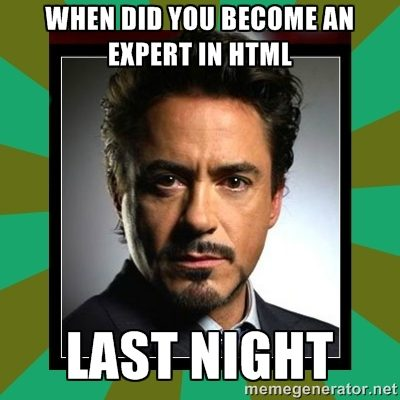 WHEN DID YOU BECOME AN
EXPERT IN HTML
LAST NIGHT
memegenerator.net